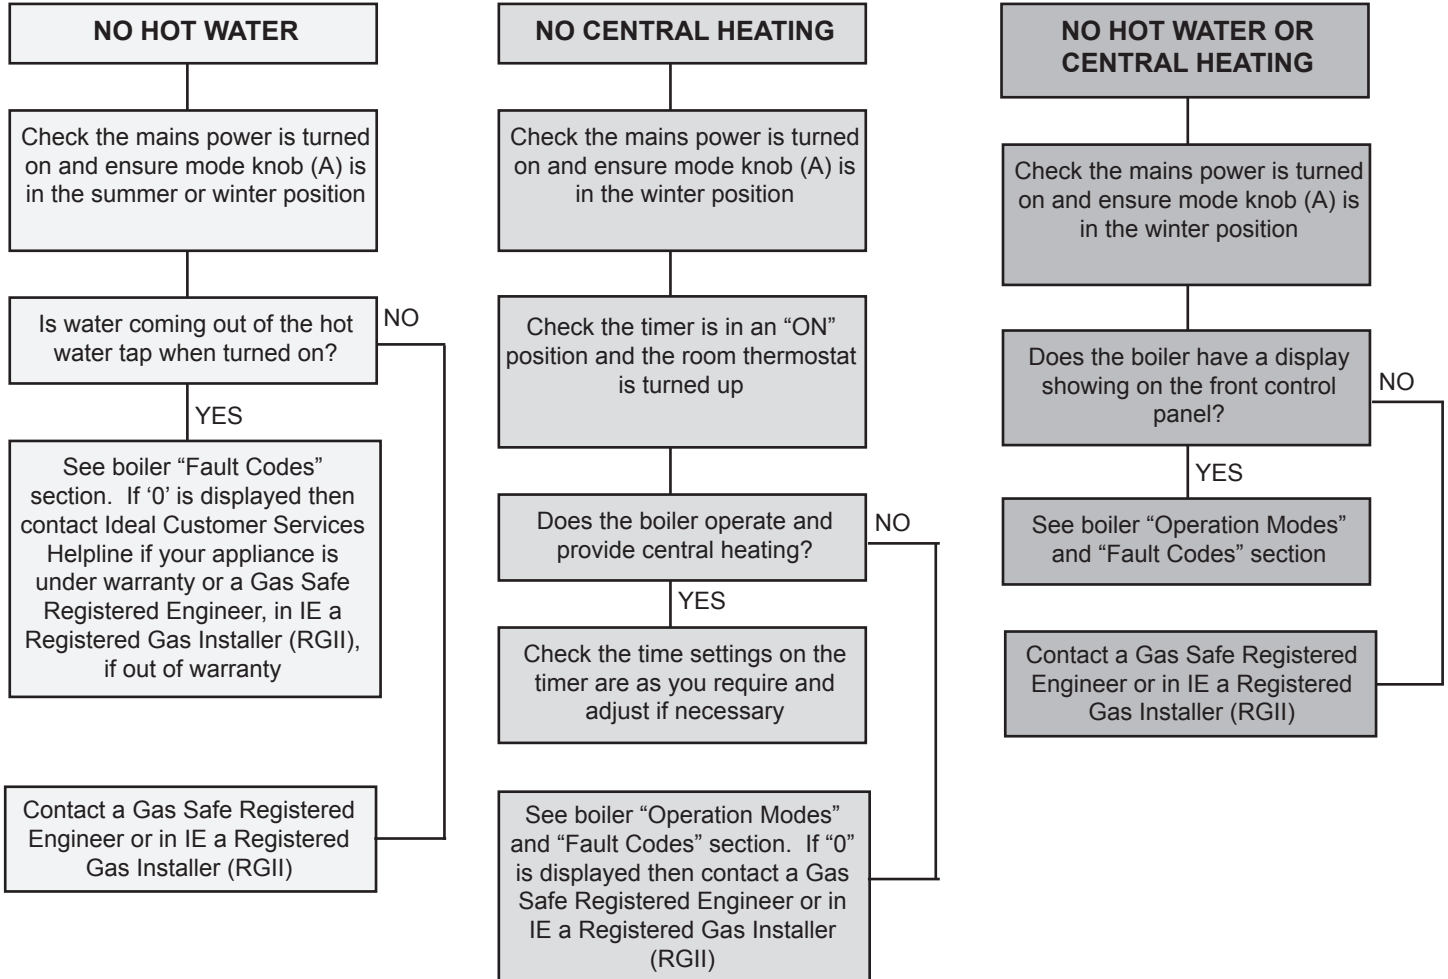 NO HOT WATER
Check the mains power is turned
on and ensure mode knob (A) is
in the summer or winter position
Is water coming out of the hot
water tap when turned on?
NO
YES
See boiler “Fault Codes”
section.  If ‘0’ is displayed then
contact Ideal Customer Services
Helpline if your appliance is
under warranty or a Gas Safe
Registered Engineer, in IE a
Registered Gas Installer (RGII),
if out of warranty
Contact a Gas Safe Registered
Engineer or in IE a Registered
Gas Installer (RGII)
NO CENTRAL HEATING
Check the mains power is turned
on and ensure mode knob (A) is
in the winter position
Check the timer is in an “ON”
position and the room thermostat
is turned up
Does the boiler operate and
provide central heating?
NO
YES
Check the time settings on the
timer are as you require and
adjust if necessary
See boiler “Operation Modes”
and “Fault Codes” section.  If “0”
is displayed then contact a Gas
Safe Registered Engineer or in
IE a Registered Gas Installer
(RGII)
NO HOT WATER OR
CENTRAL HEATING
Check the mains power is turned
on and ensure mode knob (A) is
in the winter position
Does the boiler have a display
showing on the front control
panel?
NO
YES
See boiler “Operation Modes”
and “Fault Codes” section
Contact a Gas Safe Registered
Engineer or in IE a Registered
Gas Installer (RGII)